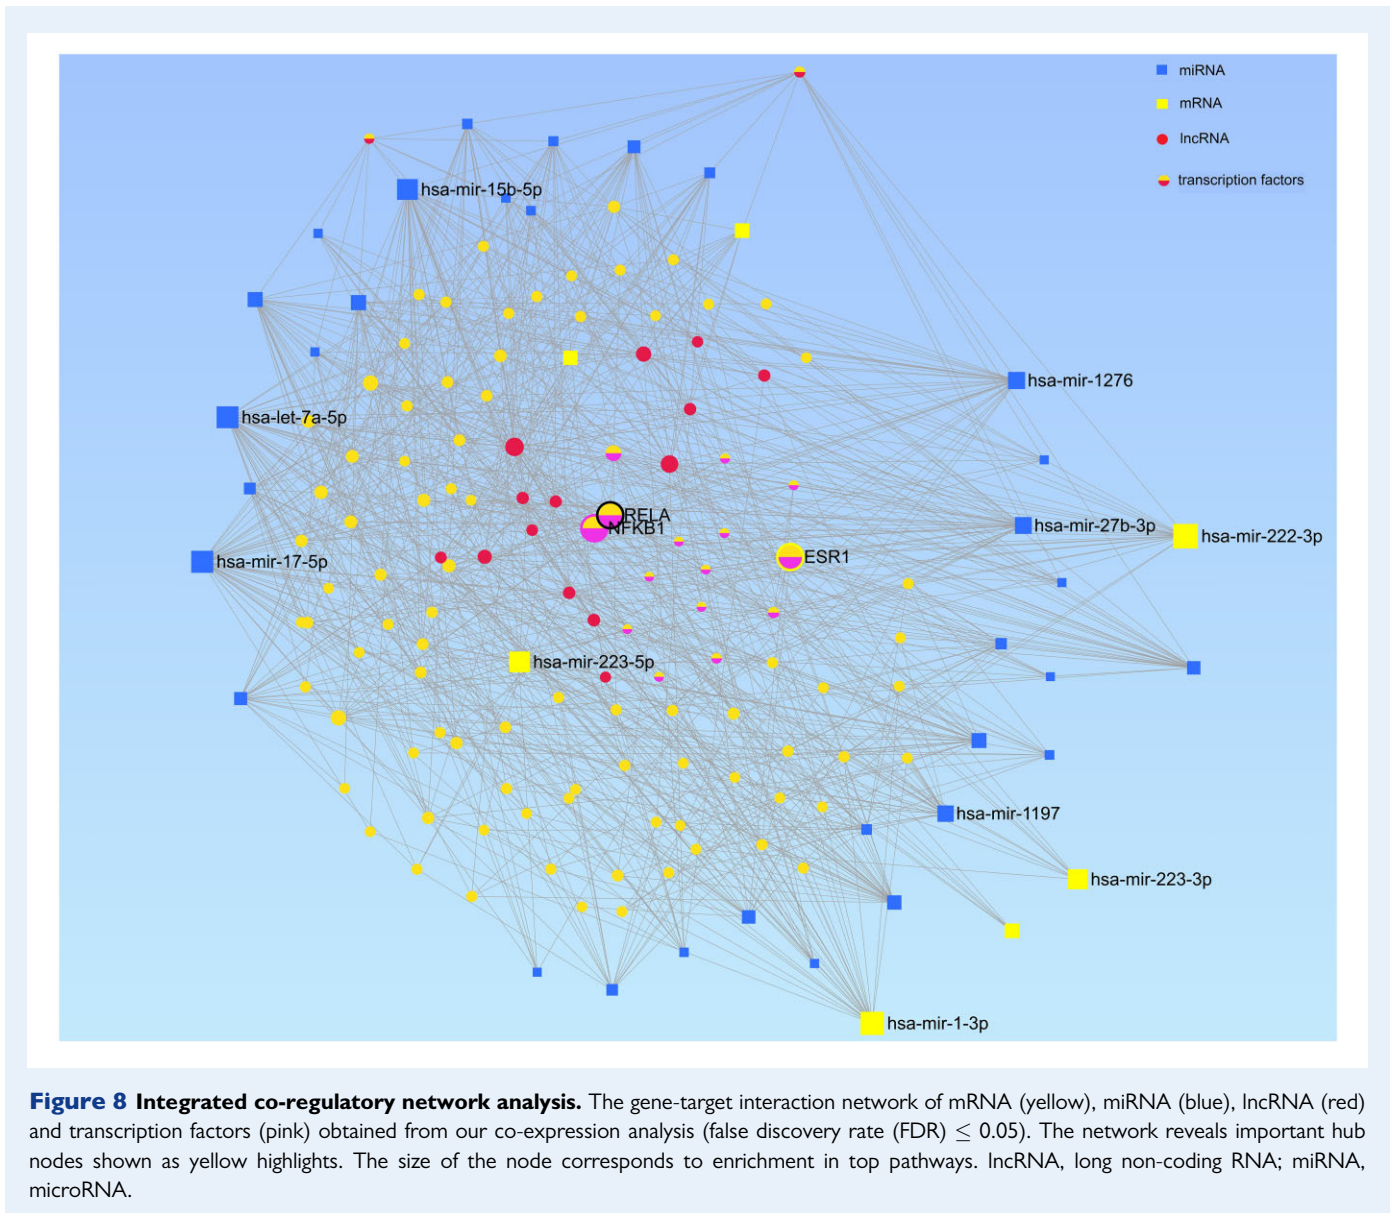 miRNA
mRNA
lncRNA
transcription factors
hsa-mir-15b-5p
hsa-mir-1276
hsa-let-7a-5p
RELA
NFKB1
hsa-mir-27b-3p
hsa-mir-222-3p
ESR1
hsa-mir-17-5p
hsa-mir-223-5p
hsa-mir-1197
hsa-mir-223-3p
hsa-mir-1-3p
Figure 8 Integrated co-regulatory network analysis. The gene-target interaction network of mRNA (yellow), miRNA (blue), lncRNA (red)
and transcription factors (pink) obtained from our co-expression analysis (false discovery rate (FDR) ≤ 0.05). The network reveals important hub
nodes shown as yellow highlights. The size of the node corresponds to enrichment in top pathways. lncRNA, long non-coding RNA; miRNA,
microRNA.